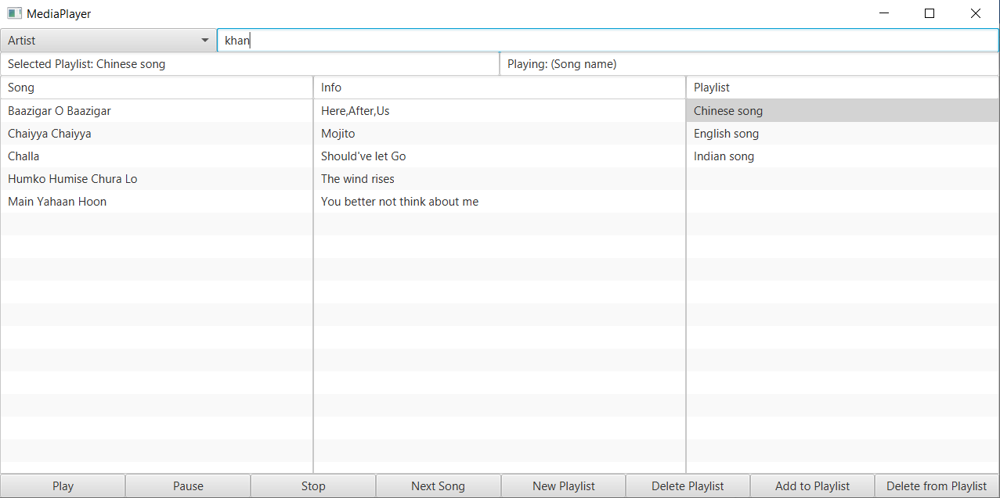 MediaPlayer
Artist
khan
Selected Playlist: Chinese song
Playing: (Song name)
Song
Info
Playlist
Baazigar O Baazigar
Here,After,Us
Chinese song
Chaiyya Chaiyya
Mojito
English song
Challa
Should've let Go
Indian song
Humko Humise Chura Lo
The wind rises
Main Yahaan Hoon
You better not think about me
Play
Pause
Stop
Next Song
New Playlist
Delete Playlist
Add to Playlist
Delete from Playlist